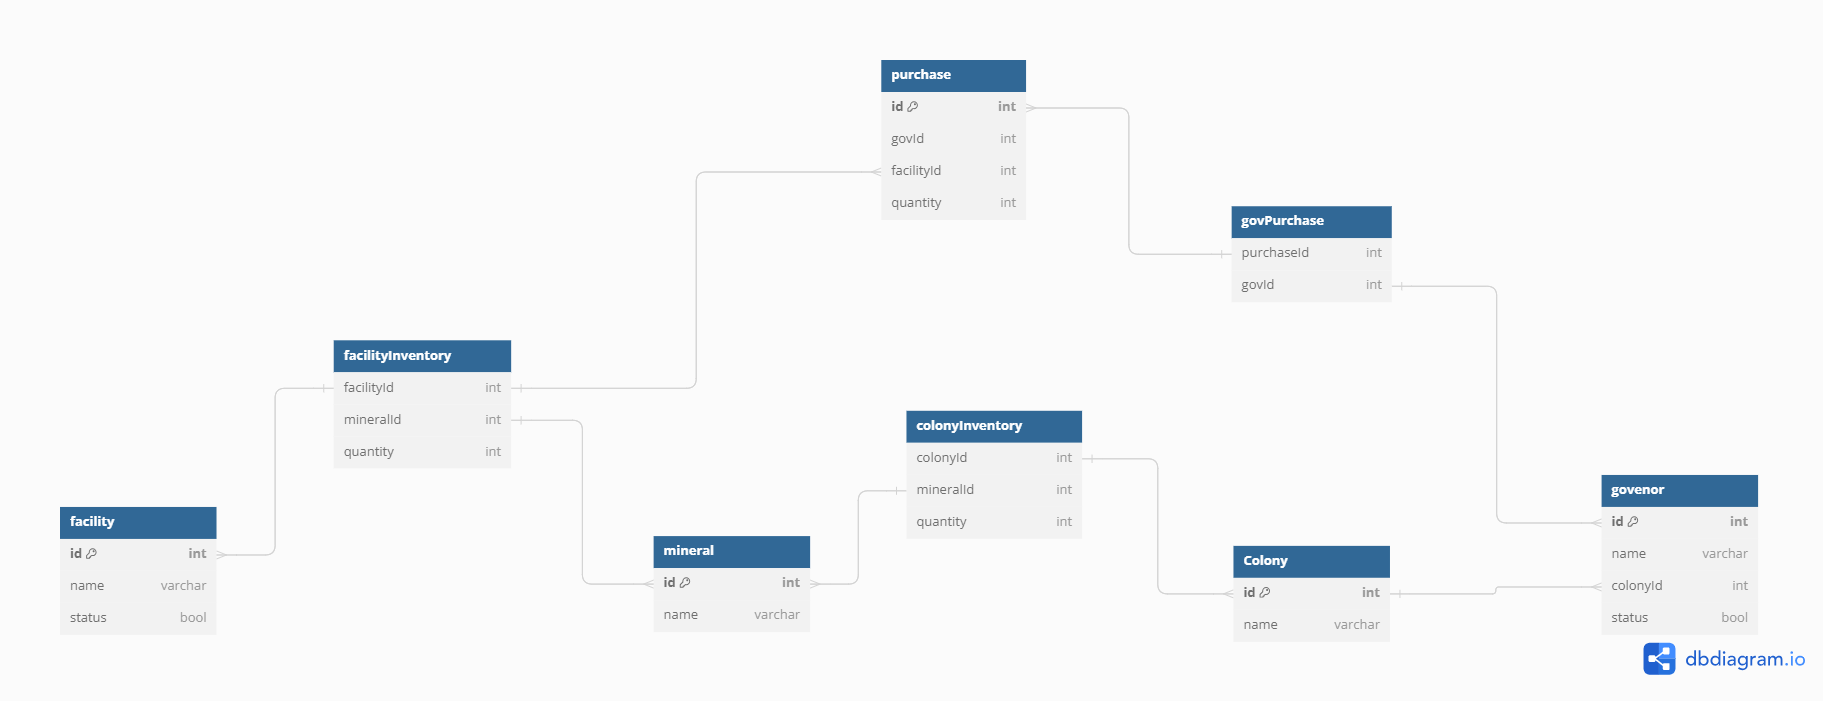 purchase
id int
govId int
facilityId int
quantity int
govPurchase
purchaseId int
govId int
facilityInventory
facilityId int
mineralId int
quantity int
colonyInventory
colonyId int
mineralId int
quantity int
govenor
id int
name varchar
colonyId int
status bool
facility
id int
name varchar
status bool
mineral
id int
name varchar
Colony
id int
name varchar
dbdiagram.io